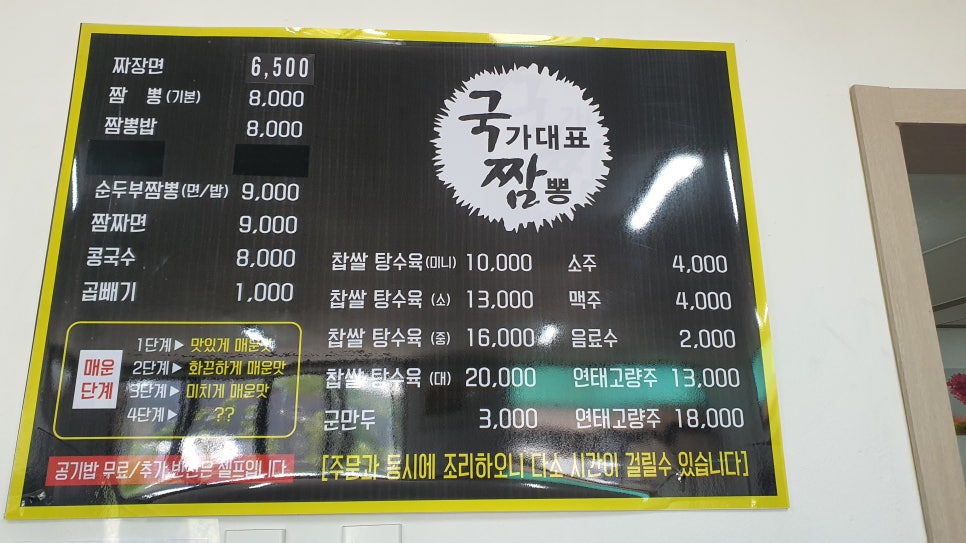 짜장면 6,500
짬 뽕 (기본) 8,000
짬뽕밥 8,000
순두부짬뽕(면/밥) 9,000
짬짜면 9,000
콩국수 8,000
곱빼기 1,000
매운
단계
1단계▶ 맛있게 매운맛
2단계▶ 화끈하게 매운맛
3단계▶ 미치게 매운맛
4단계▶ ??
공기밥 무료/추가 반찬은 셀프입니다
국가대표
짬뽕
찹쌀 탕수육(미니) 10,000
찹쌀 탕수육 (소) 13,000
찹쌀 탕수육 (중) 16,000
찹쌀 탕수육 (대) 20,000
군만두 3,000
소주 4,000
맥주 4,000
음료수 2,000
연태고량주 13,000
연태고량주 18,000
[주문과 동시에 조리하오니 다소 시간이 걸릴수 있습니다]